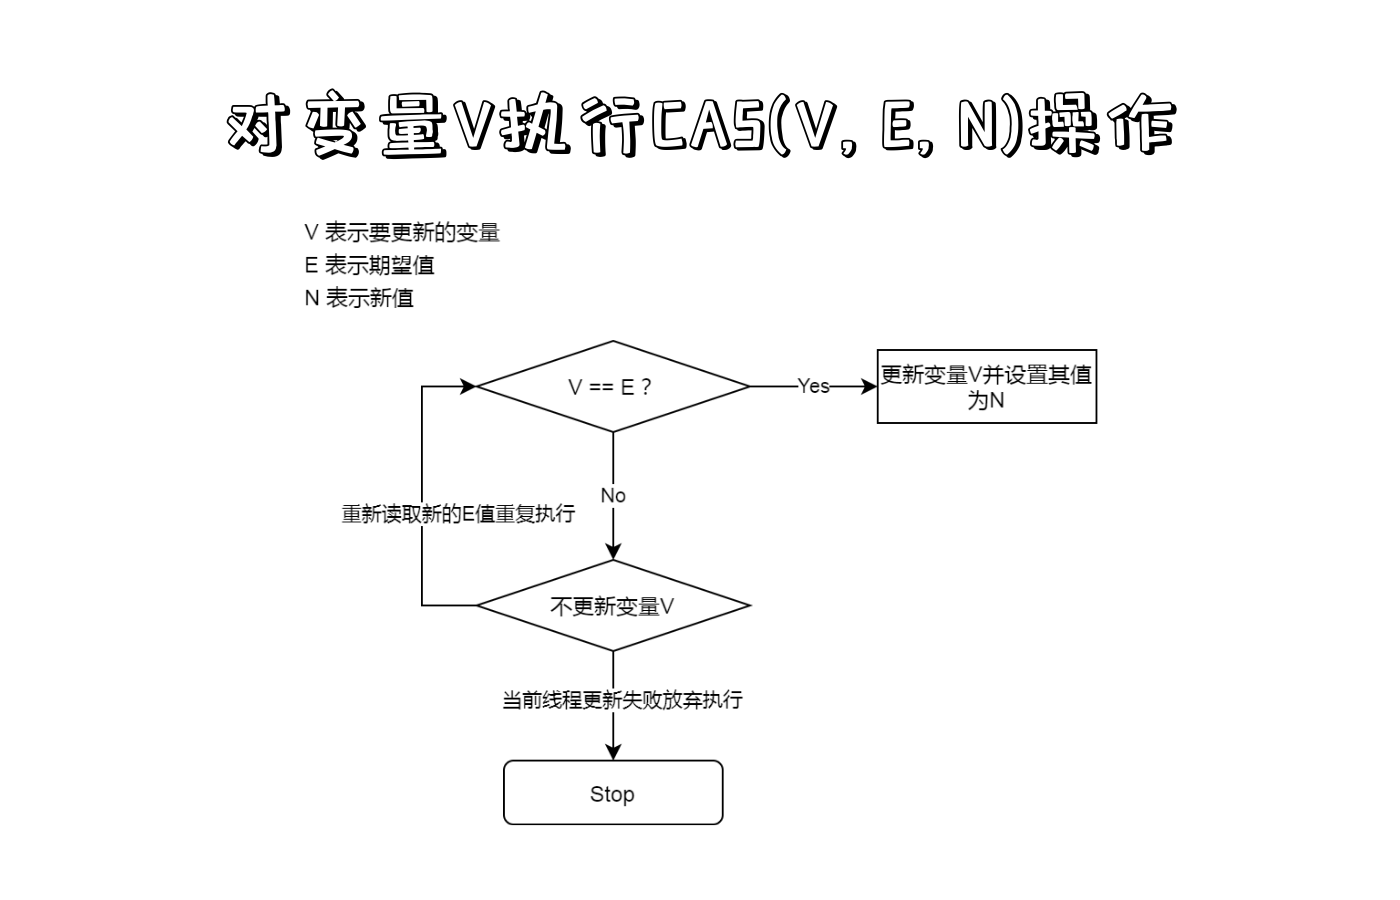 对变量V执行CAS(V, E, N)操作
V 表示要更新的变量
E 表示期望值
N 表示新值
V == E ？
Yes
更新变量V并设置其值
为N
No
重新读取新的E值重复执行
不更新变量V
当前线程更新失败放弃执行
Stop